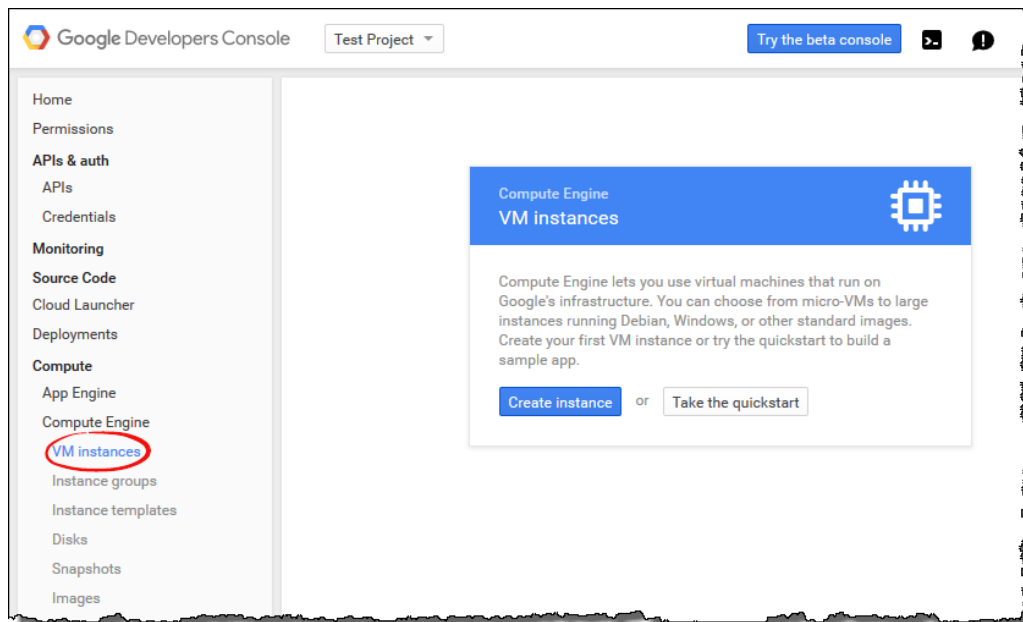 Google Developers Console
Test Project
Try the beta console
Home
Permissions
APIs & auth
APIs
Credentials
Monitoring
Source Code
Cloud Launcher
Deployments
Compute
App Engine
Compute Engine
VM instances
Instance groups
Instance templates
Disks
Snapshots
Images
Compute Engine
VM instances
Compute Engine lets you use virtual machines that run on
Google's infrastructure. You can choose from micro-VMs to large
instances running Debian, Windows, or other standard images.
Create your first VM instance or try the quickstart to build a
sample app.
Create instance or Take the quickstart